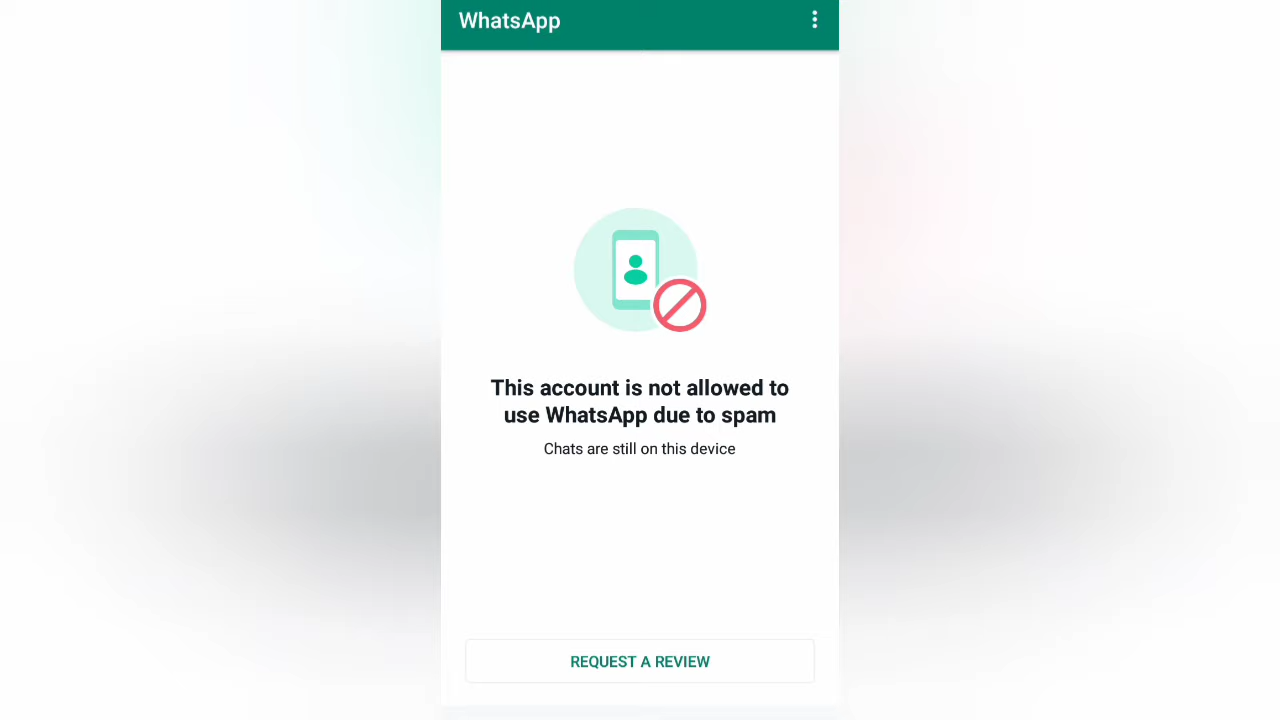 WhatsApp
This account is not allowed to
use WhatsApp due to spam
Chats are still on this device
REQUEST A REVIEW